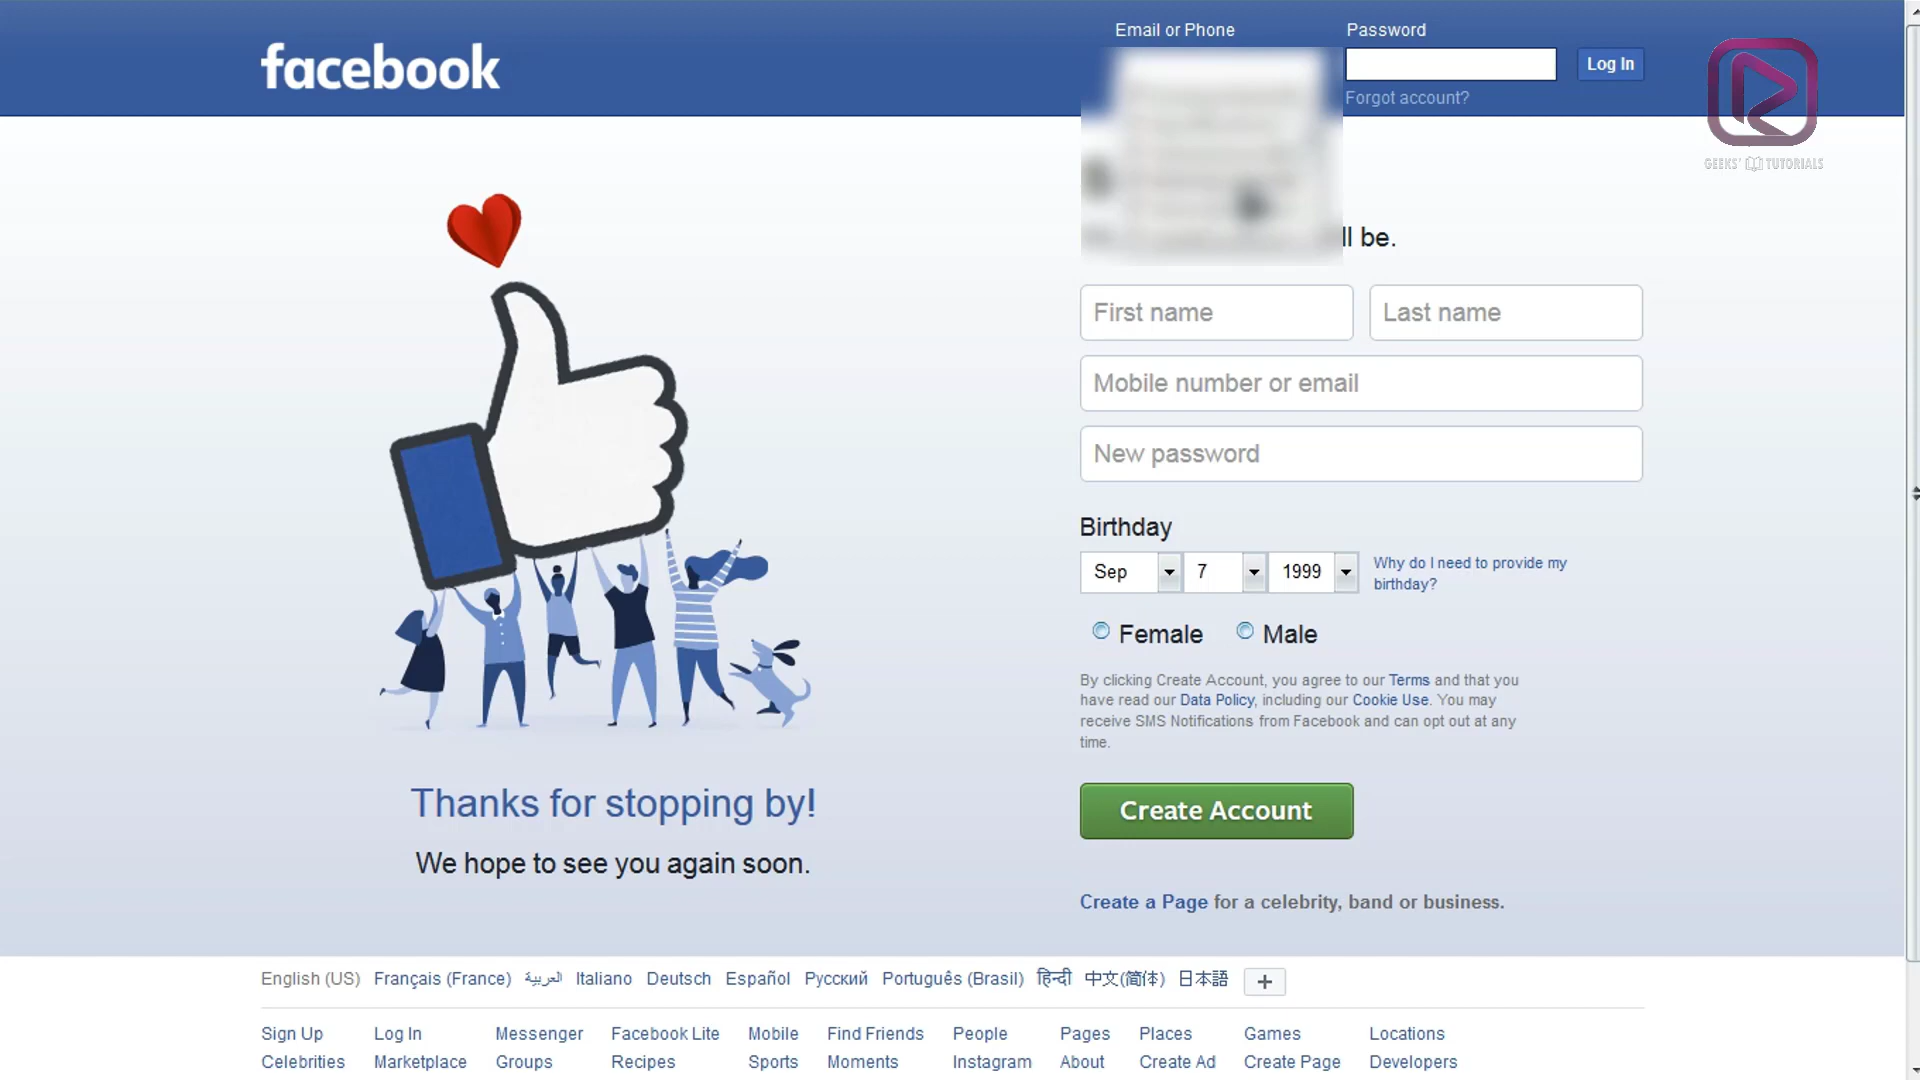 Email or Phone
Password
facebook
Log In
Forgot account?
GEEKS' TUTORIALS
ll be.
First name
Last name
Mobile number or email
New password
Birthday
Sep 7 1999
Why do I need to provide my
birthday?
Female Male
By clicking Create Account, you agree to our Terms and that you
have read our Data Policy, including our Cookie Use. You may
receive SMS Notifications from Facebook and can opt out at any
time.
Create Account
Create a Page for a celebrity, band or business.
Thanks for stopping by!
We hope to see you again soon.
English (US) Français (France) العربية Italiano Deutsch Español Русский Português (Brasil) हिन्दी 中文(简体) 日本語 +
Sign Up Log In Messenger Facebook Lite Mobile Find Friends People Pages Places Games Locations
Celebrities Marketplace Groups Recipes Sports Moments Instagram About Create Ad Create Page Developers